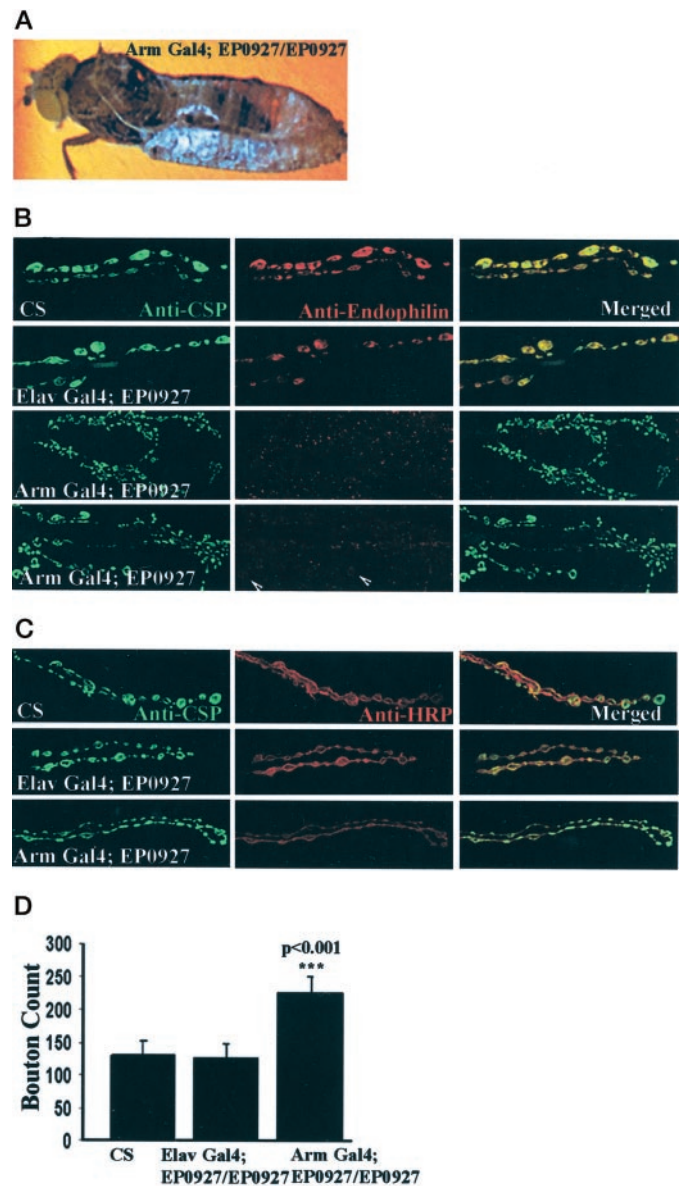 A
Arm Gal4; EP0927/EP0927
B
CS
Anti-CSP
Anti-Endophilin
Merged
Elav Gal4; EP0927
Arm Gal4; EP0927
Arm Gal4; EP0927
C
CS
Anti-CSP
Anti-HRP
Merged
Elav Gal4; EP0927
Arm Gal4; EP0927
D
Bouton Count
300
250
200
150
100
50
0
p<0.001
***
CS
Elav Gal4;
EP0927/EP0927
Arm Gal4;
EP0927/EP0927